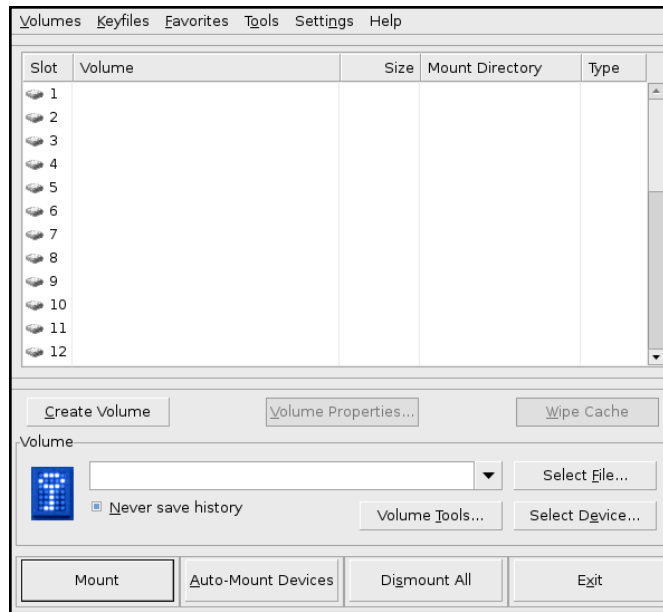 Volumes Keyfiles Favorites Tools Settings Help
Slot Volume Size Mount Directory Type
1
2
3
4
5
6
7
8
9
10
11
12
Create Volume Volume Properties... Wipe Cache
Volume
Select File...
Never save history
Volume Tools... Select Device...
Mount Auto-Mount Devices Dismount All Exit